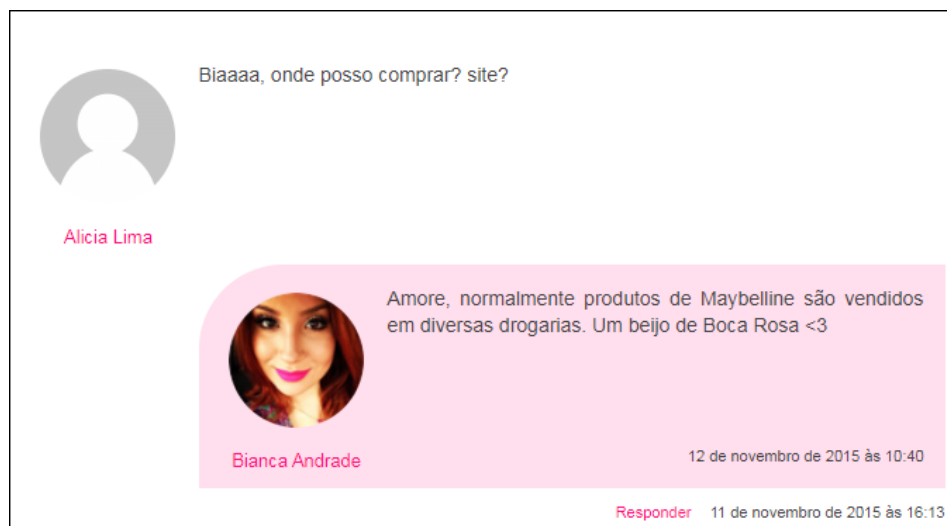 Biaaaa, onde posso comprar? site?
Alicia Lima
Amore, normalmente produtos de Maybelline são vendidos
em diversas drogarias. Um beijo de Boca Rosa <3
Bianca Andrade
12 de novembro de 2015 às 10:40
Responder 11 de novembro de 2015 às 16:13